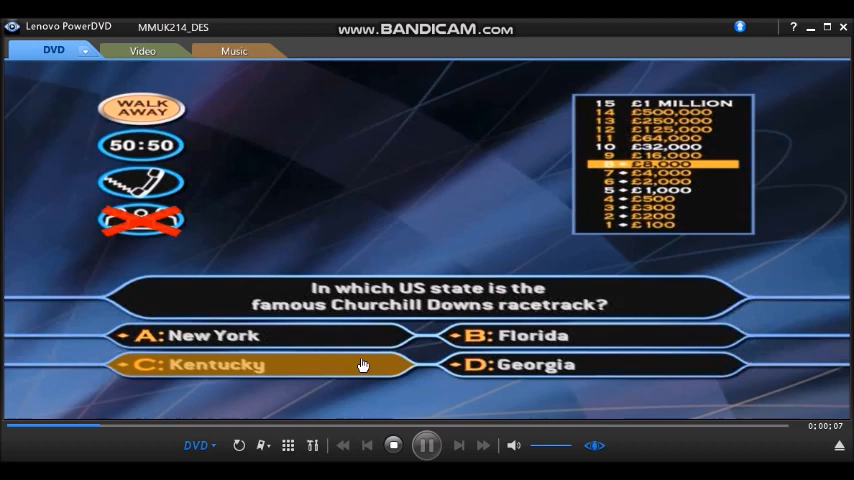 Lenovo PowerDVD
MMUK214_DES
www.BANDICAM.com
?
DVD
Video
Music
WALK AWAY
50:50
15 £1 MILLION
14 £500,000
13 £250,000
12 £125,000
11 £64,000
10 £32,000
9 £16,000
8 £8,000
7 £4,000
6 £2,000
5 £1,000
4 £500
3 £300
2 £200
1 £100
In which US state is the
famous Churchill Downs racetrack?
A: New York
B: Florida
C: Kentucky
D: Georgia
0:00:07
DVD